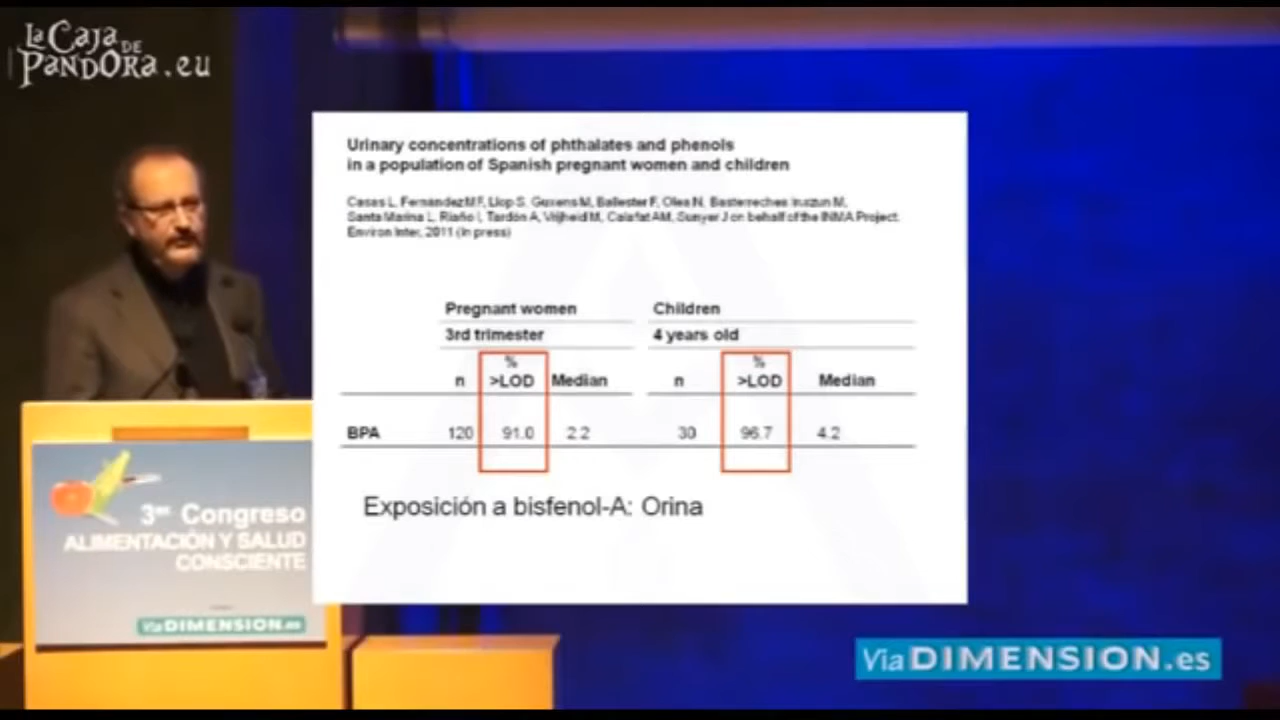 La Caja
DE
PANDORA.eu
Urinary concentrations of phthalates and phenols
in a population of Spanish pregnant women and children
Casas L, Fernández MF, Llop S, Guxens M, Ballester F, Olea N, Basterrechea Irurzun M,
Santa Marina L, Riaño I, Tardón A, Vrijheid M, Calafat AM, Sunyer J on behalf of the INMA Project.
Environ Inter, 2011 (In press)
Pregnant women Children
3rd trimester 4 years old
% %
n >LOD Median n >LOD Median
BPA 120 91.0 2.2 30 96.7 4.2
Exposición a bisfenol-A: Orina
3er Congreso
ALIMENTACIÓN Y SALUD
CONSCIENTE
ViaDIMENSION.es
ViaDIMENSION.es